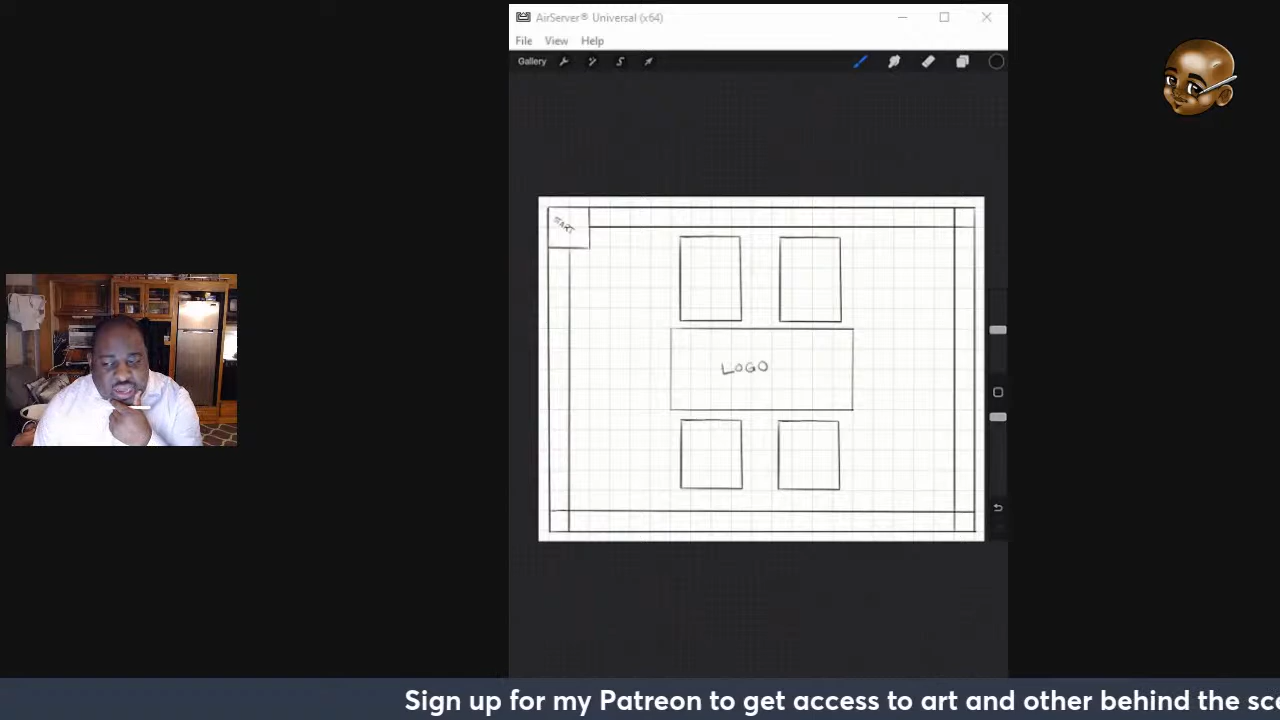 AirServer® Universal (x64)
File View Help
Gallery
START
LOGO
Sign up for my Patreon to get access to art and other behind the sc